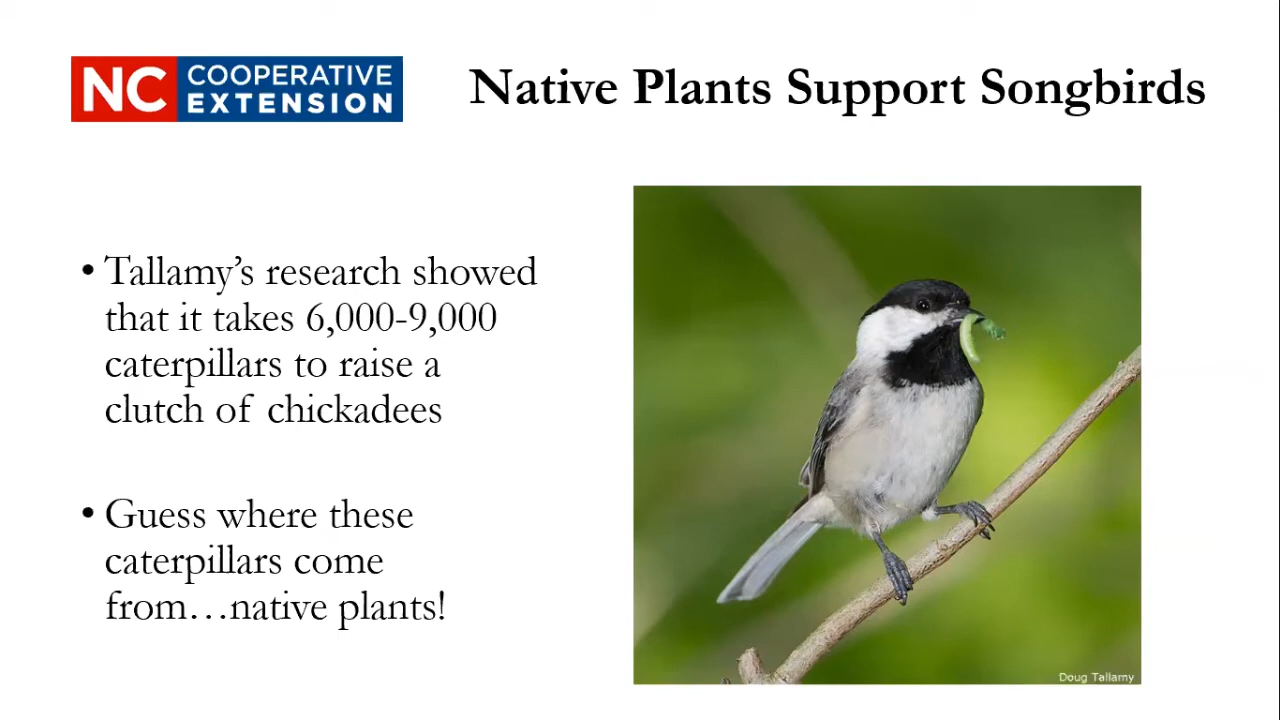 NC COOPERATIVE
EXTENSION
Native Plants Support Songbirds
• Tallamy’s research showed
that it takes 6,000-9,000
caterpillars to raise a
clutch of chickadees
• Guess where these
caterpillars come
from…native plants!
Doug Tallamy